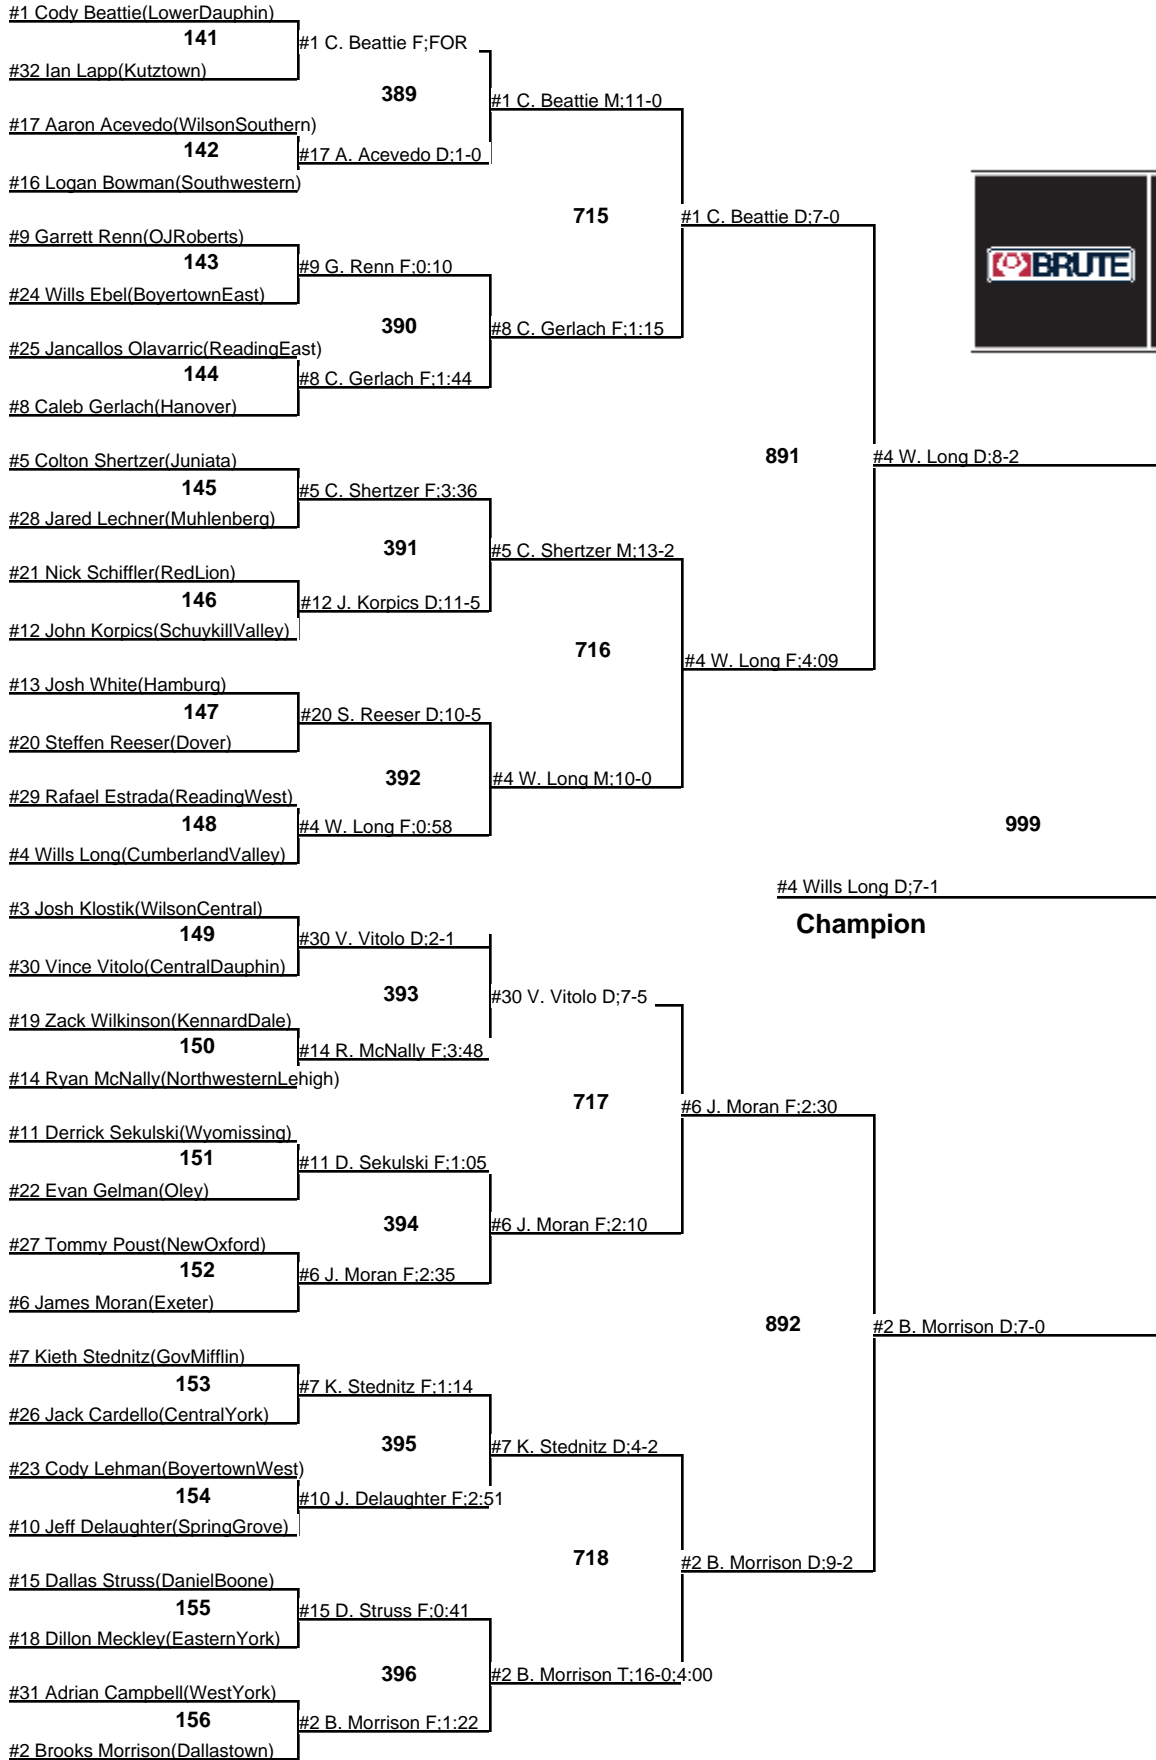 #1 Cody Beattie(LowerDauphin)
141
#1 C. Beattie F;FOR
#32 Ian Lapp(Kutztown)
389
#1 C. Beattie M;11-0
#17 Aaron Acevedo(WilsonSouthern)
142
#17 A. Acevedo D;1-0
#16 Logan Bowman(Southwestern)
715
#1 C. Beattie D;7-0
#9 Garrett Renn(OJRoberts)
143
#9 G. Renn F;0:10
BRUTE
#24 Wills Ebel(BoyertownEast)
390
#8 C. Gerlach F;1:15
#25 Jancallos Olavarric(ReadingEast)
144
#8 C. Gerlach F;1:44
#8 Caleb Gerlach(Hanover)
891
#4 W. Long D;8-2
#5 Colton Shertzer(Juniata)
145
#5 C. Shertzer F;3:36
#28 Jared Lechner(Muhlenberg)
391
#5 C. Shertzer M;13-2
#21 Nick Schiffler(RedLion)
146
#12 J. Korpics D;11-5
#12 John Korpics(SchuykillValley)
716
#4 W. Long F;4:09
#13 Josh White(Hamburg)
147
#20 S. Reeser D;10-5
#20 Steffen Reeser(Dover)
392
#4 W. Long M;10-0
#29 Rafael Estrada(ReadingWest)
148
#4 W. Long F;0:58
999
#4 Wills Long(CumberlandValley)
#4 Wills Long D;7-1
Champion
#3 Josh Klostik(WilsonCentral)
149
#30 V. Vitolo D;2-1
#30 Vince Vitolo(CentralDauphin)
393
#30 V. Vitolo D;7-5
#19 Zack Wilkinson(KennardDale)
150
#14 R. McNally F;3:48
#14 Ryan McNally(NorthwesternLehigh)
717
#6 J. Moran F;2:30
#11 Derrick Sekulski(Wyomissing)
151
#11 D. Sekulski F;1:05
#22 Evan Gelman(Oley)
394
#6 J. Moran F;2:10
#27 Tommy Poust(NewOxford)
152
#6 J. Moran F;2:35
#6 James Moran(Exeter)
892
#2 B. Morrison D;7-0
#7 Kieth Stednitz(GovMifflin)
153
#7 K. Stednitz F;1:14
#26 Jack Cardello(CentralYork)
395
#7 K. Stednitz D;4-2
#23 Cody Lehman(BoyertownWest)
154
#10 J. Delaughter F;2:51
#10 Jeff Delaughter(SpringGrove)
718
#2 B. Morrison D;9-2
#15 Dallas Struss(DanielBoone)
155
#15 D. Struss F;0:41
#18 Dillon Meckley(EasternYork)
396
#2 B. Morrison T;16-0;4:00
#31 Adrian Campbell(WestYork)
156
#2 B. Morrison F;1:22
#2 Brooks Morrison(Dallastown)